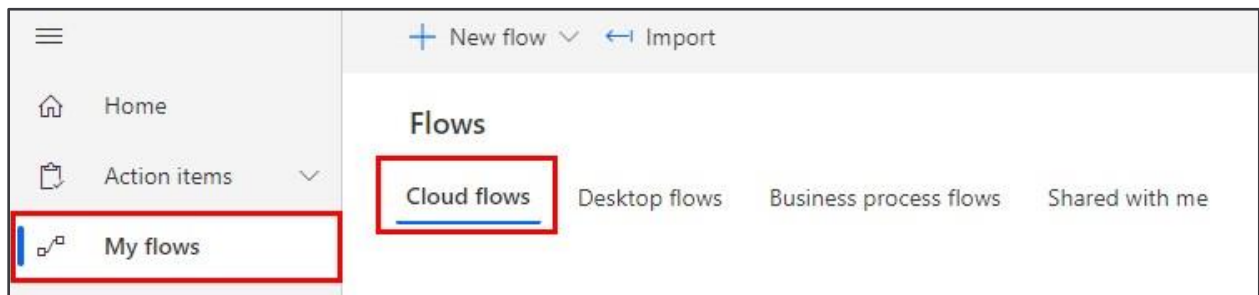 New flow
Import
Home
Action items
My flows
Flows
Cloud flows
Desktop flows
Business process flows
Shared with me